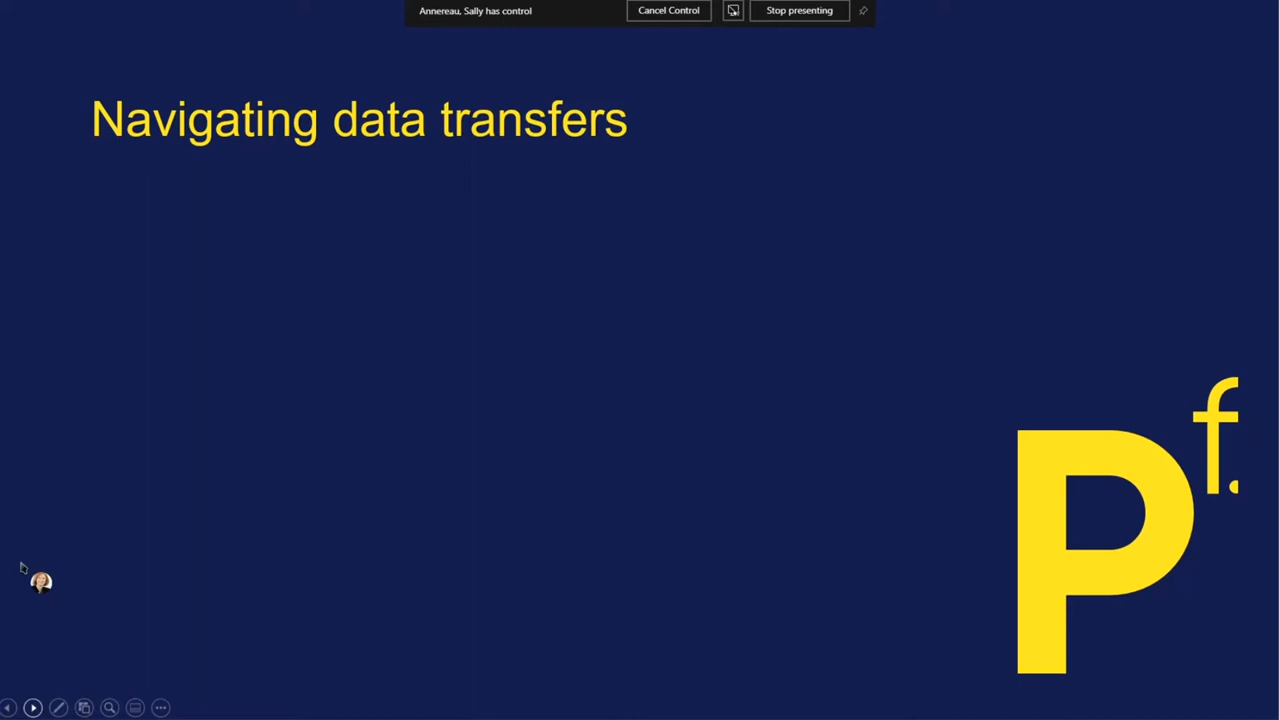 Annereau, Sally has control
Cancel Control
Stop presenting
Navigating data transfers
Pf.